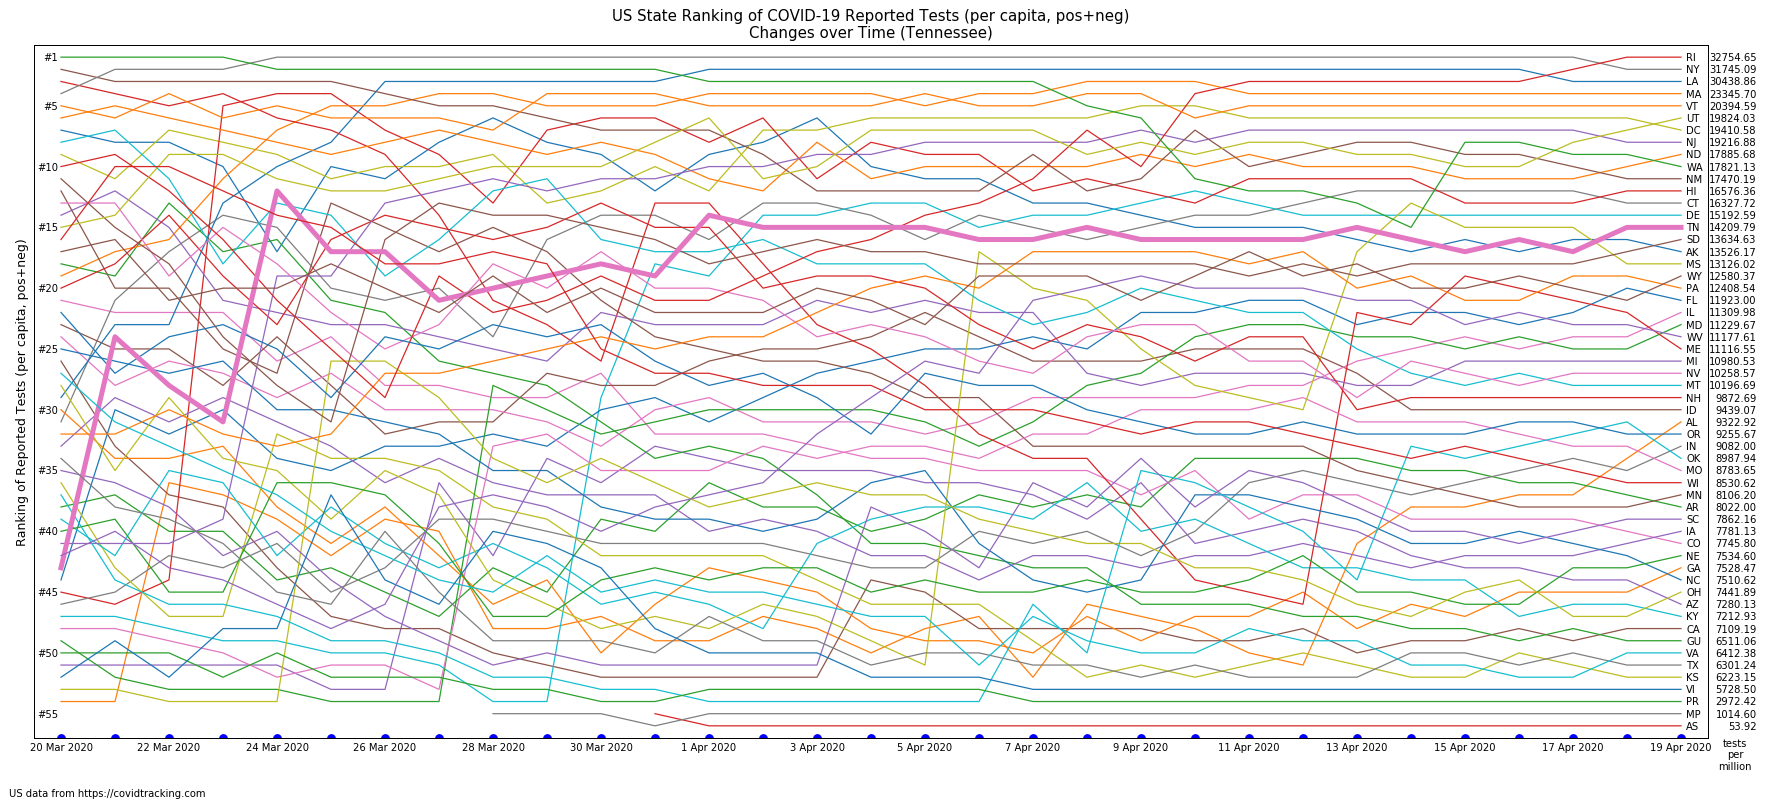 US State Ranking of COVID-19 Reported Tests (per capita, pos+neg)
Changes over Time (Tennessee)
Ranking of Reported Tests (per capita, pos+neg)
#1
#5
#10
#15
#20
#25
#30
#35
#40
#45
#50
#55
RI 32754.65
NY 31745.09
LA 30438.86
MA 23345.70
VT 20394.59
UT 19824.03
DC 19410.58
NJ 19216.88
ND 17885.68
WA 17821.13
NM 17470.19
HI 16576.36
CT 16327.72
DE 15192.59
TN 14209.79
SD 13634.63
AK 13526.17
MS 13126.02
WY 12580.37
PA 12408.54
FL 11923.00
IL 11309.98
MD 11229.67
WV 11177.61
ME 11116.55
MI 10980.53
NV 10258.57
MT 10196.69
NH 9872.69
ID 9439.07
AL 9322.92
OR 9255.67
IN 9082.00
OK 8987.94
MO 8783.65
WI 8530.62
MN 8106.20
AR 8022.00
SC 7862.16
IA 7781.13
CO 7745.80
NE 7534.60
GA 7528.47
NC 7510.62
OH 7441.89
AZ 7280.13
KY 7212.93
CA 7109.19
GU 6511.06
VA 6412.38
TX 6301.24
KS 6223.15
VI 5728.50
PR 2972.42
MP 1014.60
AS 53.92
20 Mar 2020 22 Mar 2020 24 Mar 2020 26 Mar 2020 28 Mar 2020 30 Mar 2020 1 Apr 2020 3 Apr 2020 5 Apr 2020 7 Apr 2020 9 Apr 2020 11 Apr 2020 13 Apr 2020 15 Apr 2020 17 Apr 2020 19 Apr 2020
tests
per
million
US data from https://covidtracking.com